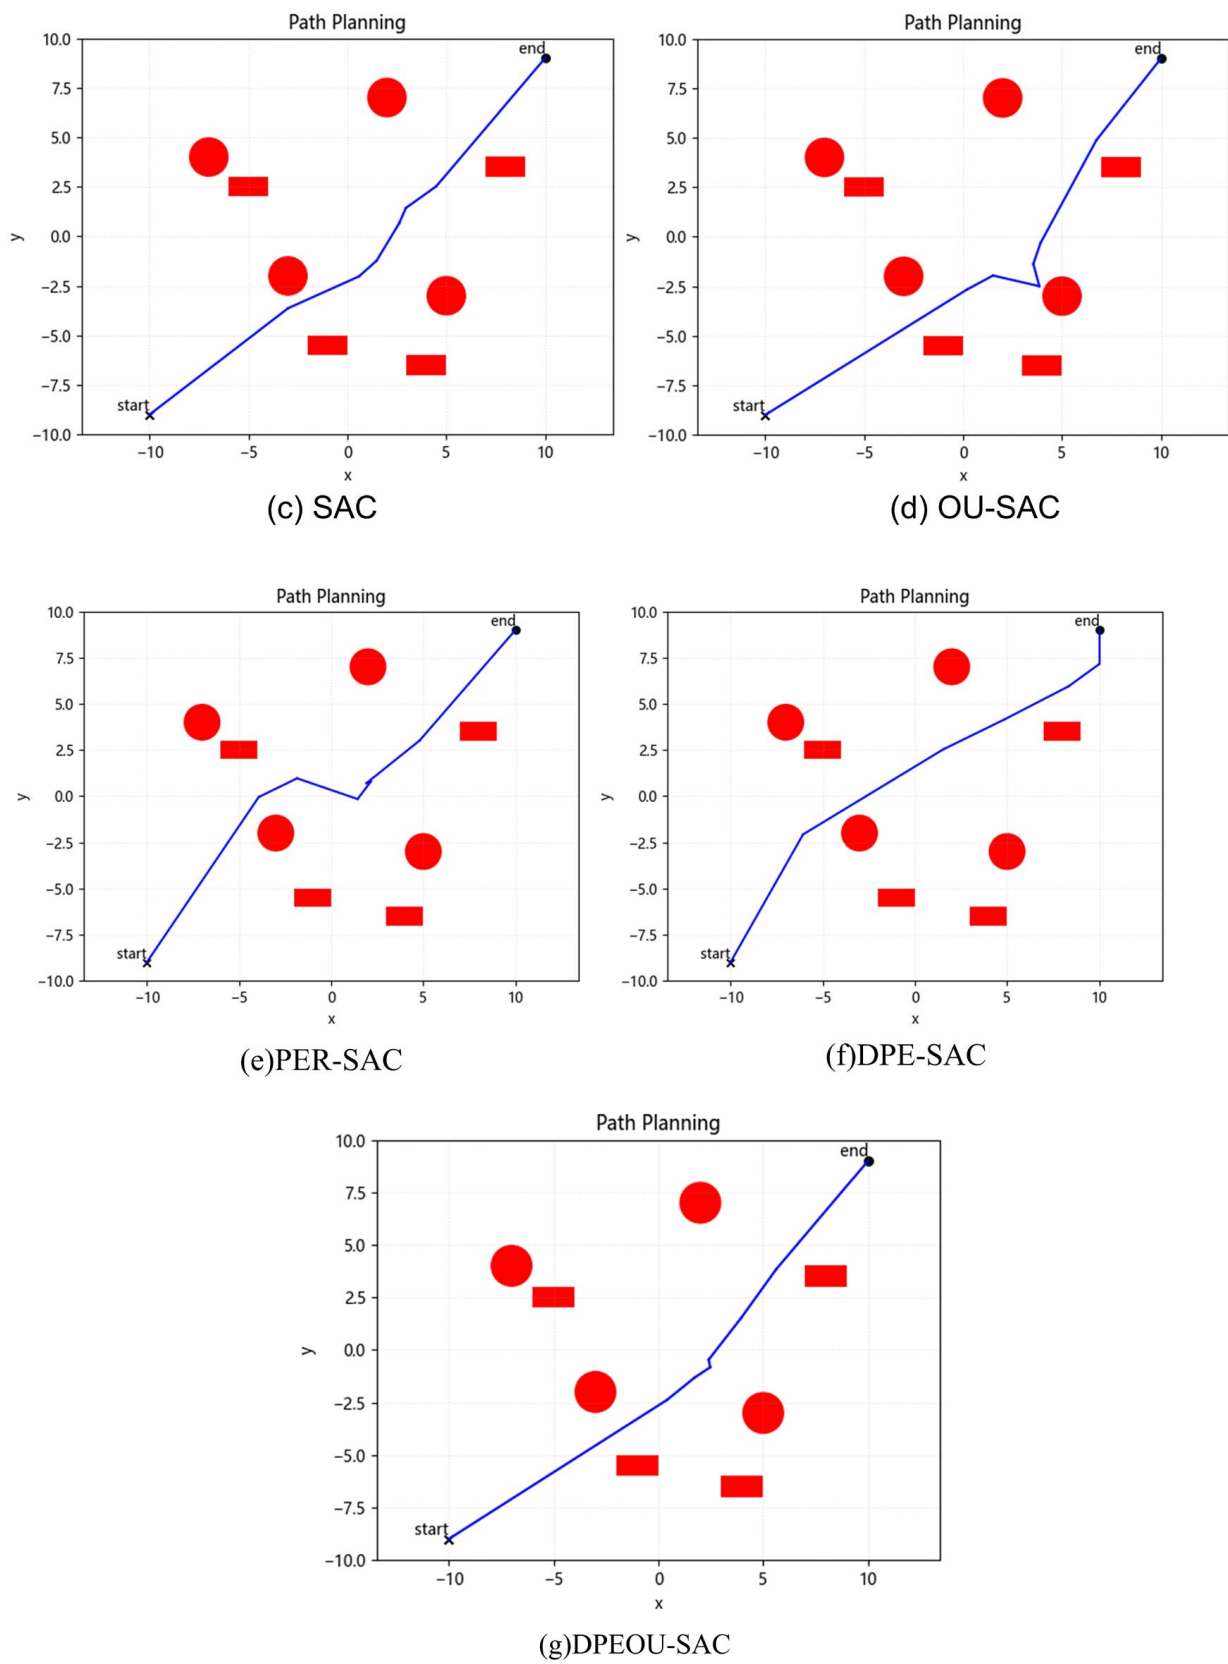 Path Planning
10.0
7.5
5.0
2.5
0.0
−2.5
−5.0
−7.5
−10.0
y
end
start
−10
−5
0
5
10
x
(c) SAC
Path Planning
10.0
7.5
5.0
2.5
0.0
−2.5
−5.0
−7.5
−10.0
y
end
start
−10
−5
0
5
10
x
(d) OU-SAC
Path Planning
10.0
7.5
5.0
2.5
0.0
−2.5
−5.0
−7.5
−10.0
y
end
start
−10
−5
0
5
10
x
(e)PER-SAC
Path Planning
10.0
7.5
5.0
2.5
0.0
−2.5
−5.0
−7.5
−10.0
y
end
start
−10
−5
0
5
10
x
(f)DPE-SAC
Path Planning
10.0
7.5
5.0
2.5
0.0
−2.5
−5.0
−7.5
−10.0
y
end
start
−10
−5
0
5
10
x
(g)DPEOU-SAC